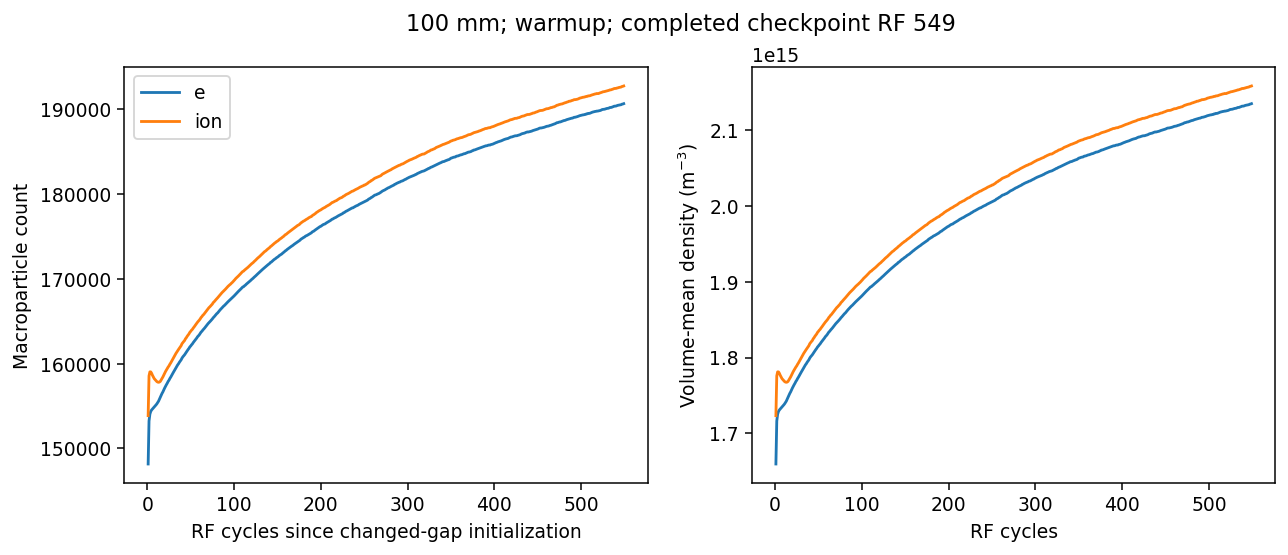 100 mm; warmup; completed checkpoint RF 549
e
ion
Macroparticle count
190000
180000
170000
160000
150000
0 100 200 300 400 500
RF cycles since changed-gap initialization
1e15
Volume-mean density (m⁻³)
2.1
2.0
1.9
1.8
1.7
0 100 200 300 400 500
RF cycles